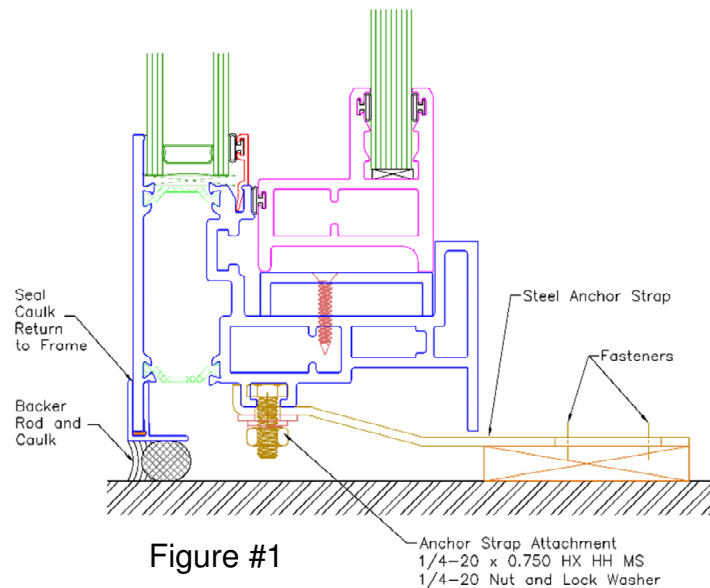 Seal
Caulk
Return
to Frame
Backer
Rod and
Caulk
Steel Anchor Strap
Fasteners
Anchor Strap Attachment
1/4-20 x 0.750 HX HH MS
1/4-20 Nut and Lock Washer
Figure #1